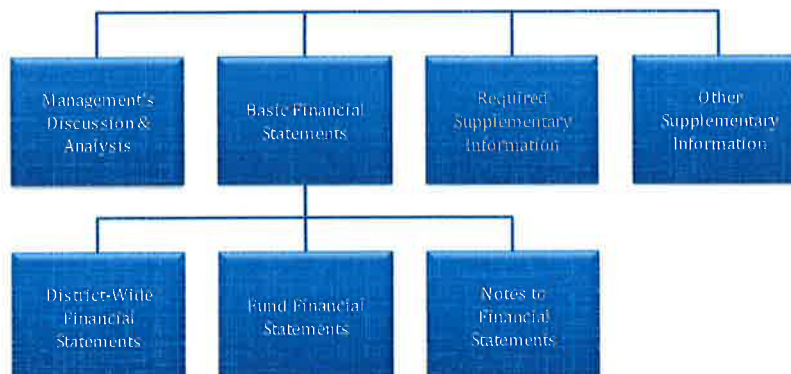 Management's
Discussion &
Analysis
Basic Financial
Statements
Required
Supplementary
Information
Other
Supplementary
Information
District-Wide
Financial
Statements
Fund Financial
Statements
Notes to
Financial
Statements